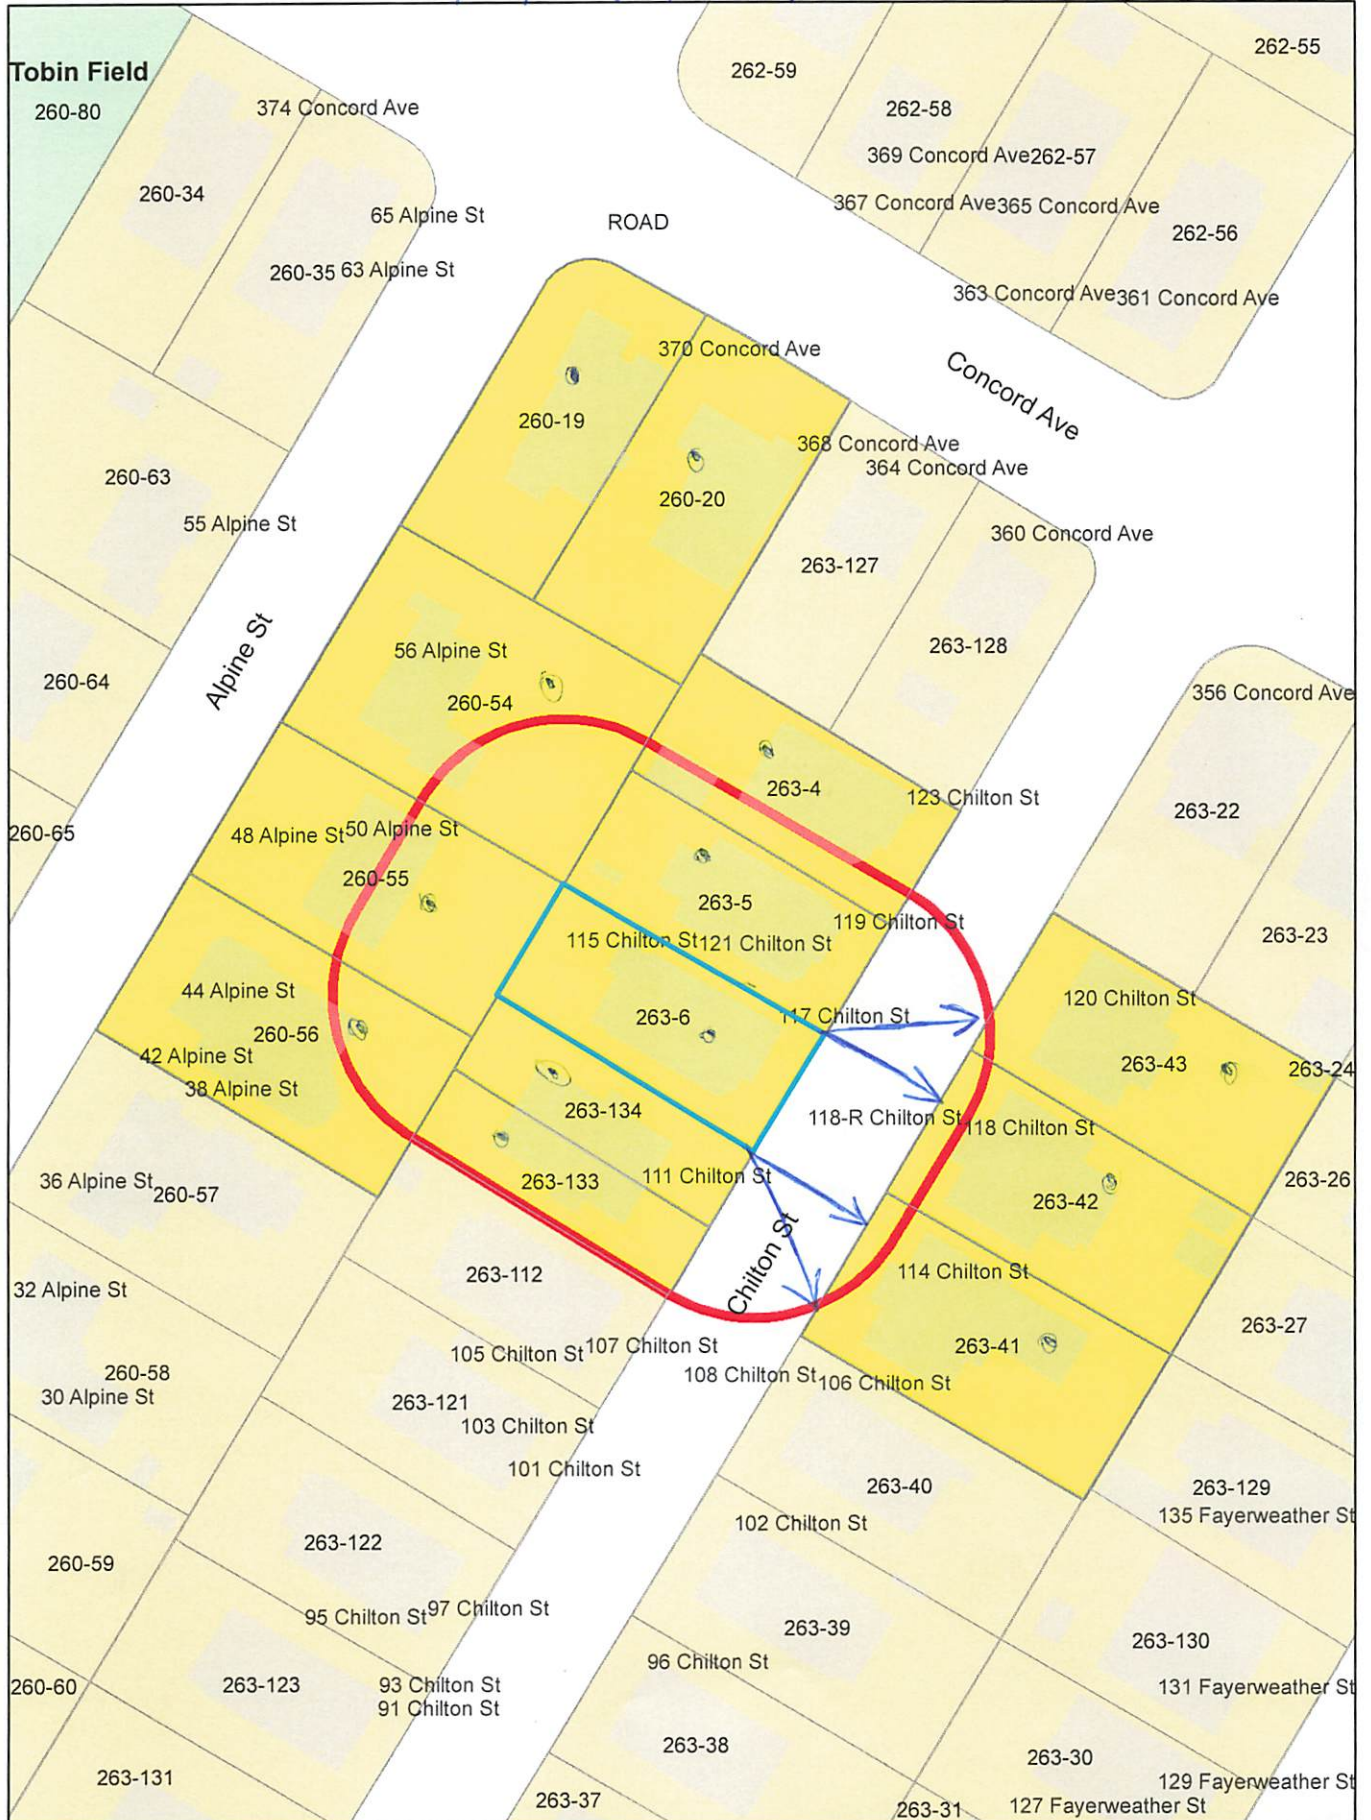 262-55
262-59
Tobin Field
260-80
374 Concord Ave
262-58
369 Concord Ave
262-57
260-34
367 Concord Ave
365 Concord Ave
65 Alpine St
ROAD
262-56
260-35
63 Alpine St
363 Concord Ave
361 Concord Ave
370 Concord Ave
Concord Ave
260-19
368 Concord Ave
364 Concord Ave
260-63
260-20
55 Alpine St
360 Concord Ave
263-127
Alpine St
56 Alpine St
263-128
260-64
260-54
356 Concord Ave
263-4
123 Chilton St
263-22
260-65
48 Alpine St
50 Alpine St
260-55
263-5
119 Chilton St
263-23
115 Chilton St
121 Chilton St
44 Alpine St
120 Chilton St
263-6
117 Chilton St
260-56
42 Alpine St
263-43
263-24
38 Alpine St
263-134
118-R Chilton St
118 Chilton St
36 Alpine St
260-57
263-133
111 Chilton St
263-42
263-26
Chilton St
263-112
114 Chilton St
32 Alpine St
263-27
105 Chilton St
107 Chilton St
263-41
260-58
108 Chilton St
106 Chilton St
30 Alpine St
263-121
103 Chilton St
101 Chilton St
263-40
263-129
135 Fayerweather St
102 Chilton St
263-122
260-59
95 Chilton St
97 Chilton St
263-39
263-130
96 Chilton St
260-60
263-123
93 Chilton St
131 Fayerweather St
91 Chilton St
263-38
263-30
263-131
129 Fayerweather St
263-37
263-31
127 Fayerweather St